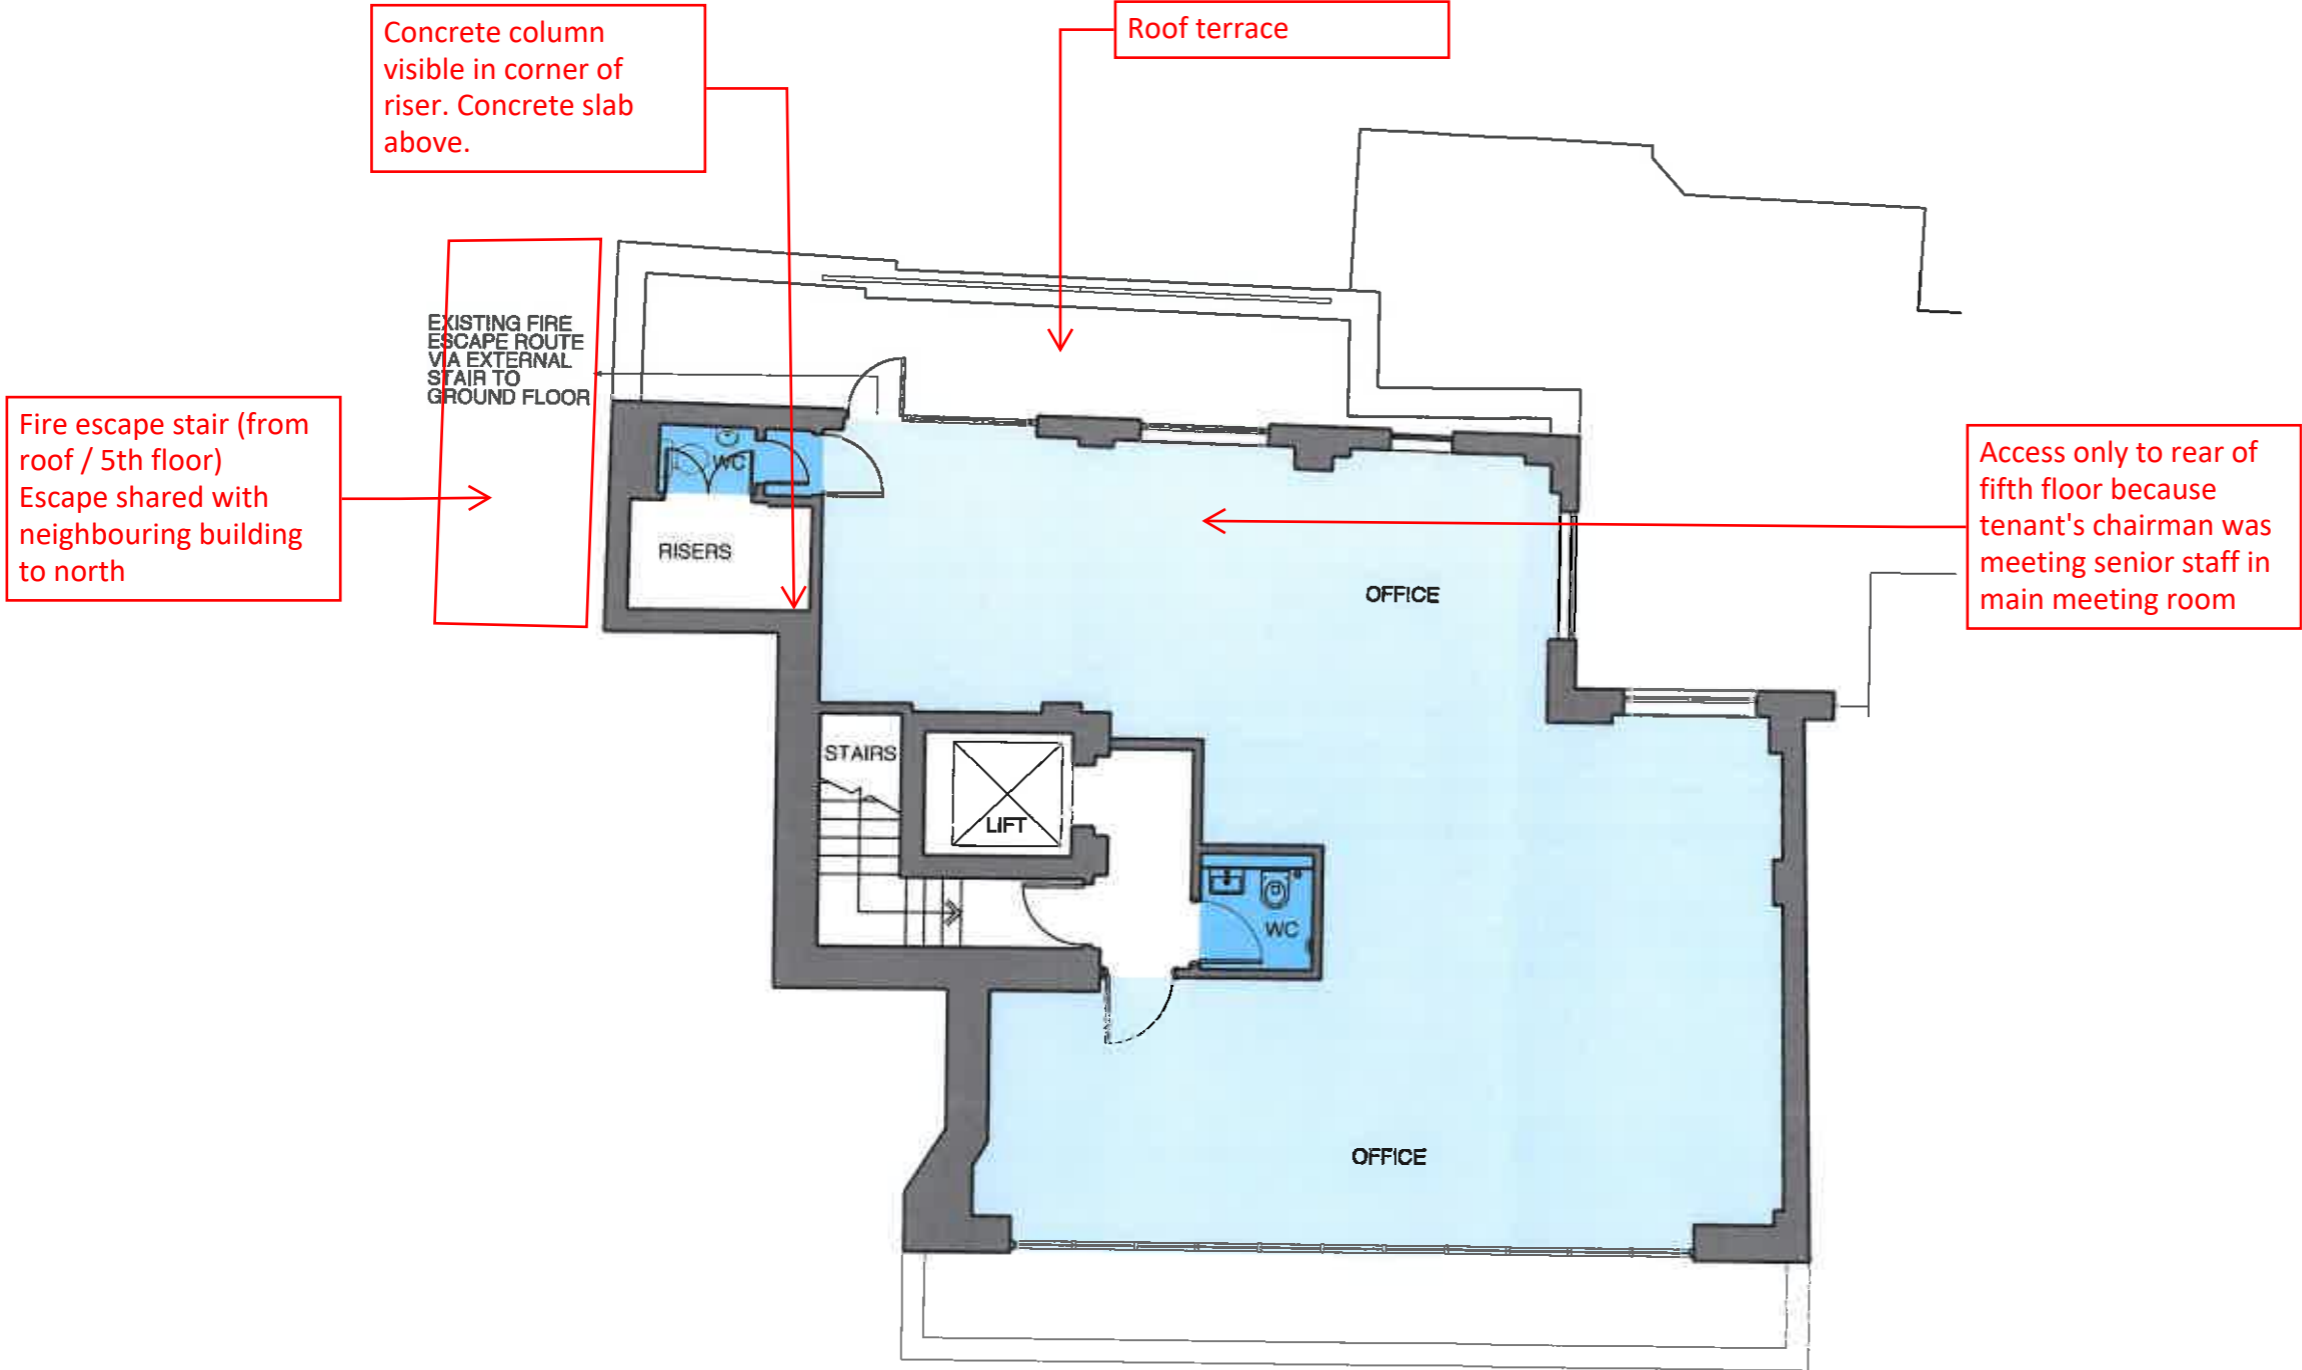 Concrete column
visible in corner of
riser. Concrete slab
above.
Roof terrace
EXISTING FIRE
ESCAPE ROUTE
VIA EXTERNAL
STAIR TO
GROUND FLOOR
Fire escape stair (from
roof / 5th floor)
Escape shared with
neighbouring building
to north
WC
RISERS
OFFICE
Access only to rear of
fifth floor because
tenant's chairman was
meeting senior staff in
main meeting room
STAIRS
LIFT
WC
OFFICE